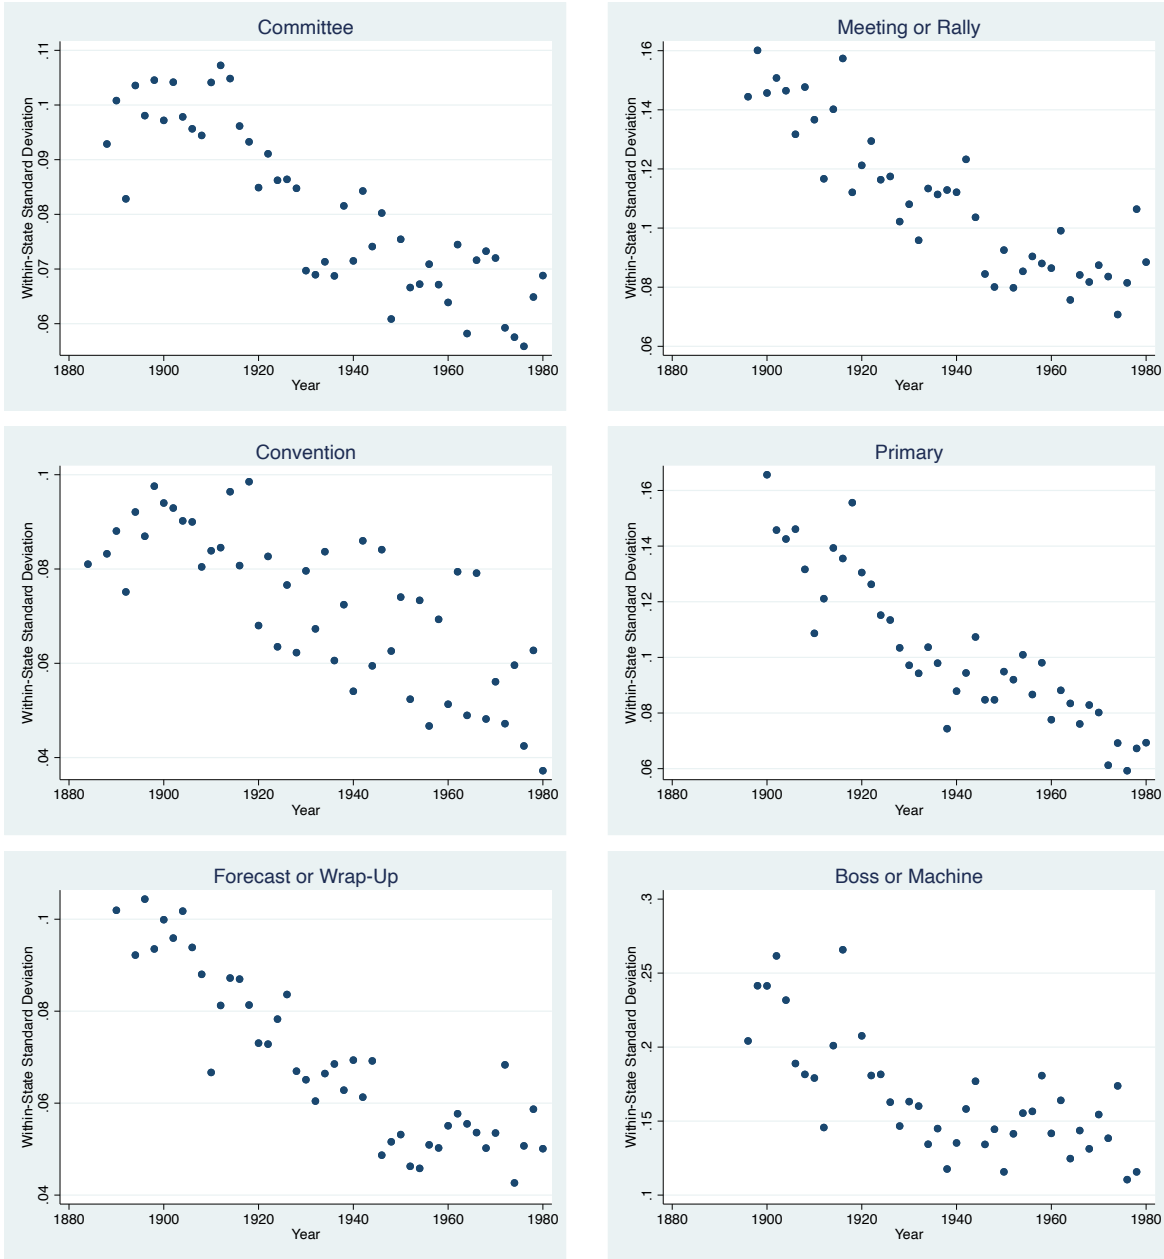 Committee
Within-State Standard Deviation
.11
.1
.09
.08
.07
.06
1880 1900 1920 1940 1960 1980
Year
Meeting or Rally
Within-State Standard Deviation
.16
.14
.12
.1
.08
.06
1880 1900 1920 1940 1960 1980
Year
Convention
Within-State Standard Deviation
.1
.08
.06
.04
1880 1900 1920 1940 1960 1980
Year
Primary
Within-State Standard Deviation
.16
.14
.12
.1
.08
.06
1880 1900 1920 1940 1960 1980
Year
Forecast or Wrap-Up
Within-State Standard Deviation
.1
.08
.06
.04
1880 1900 1920 1940 1960 1980
Year
Boss or Machine
Within-State Standard Deviation
.3
.25
.2
.15
.1
1880 1900 1920 1940 1960 1980
Year